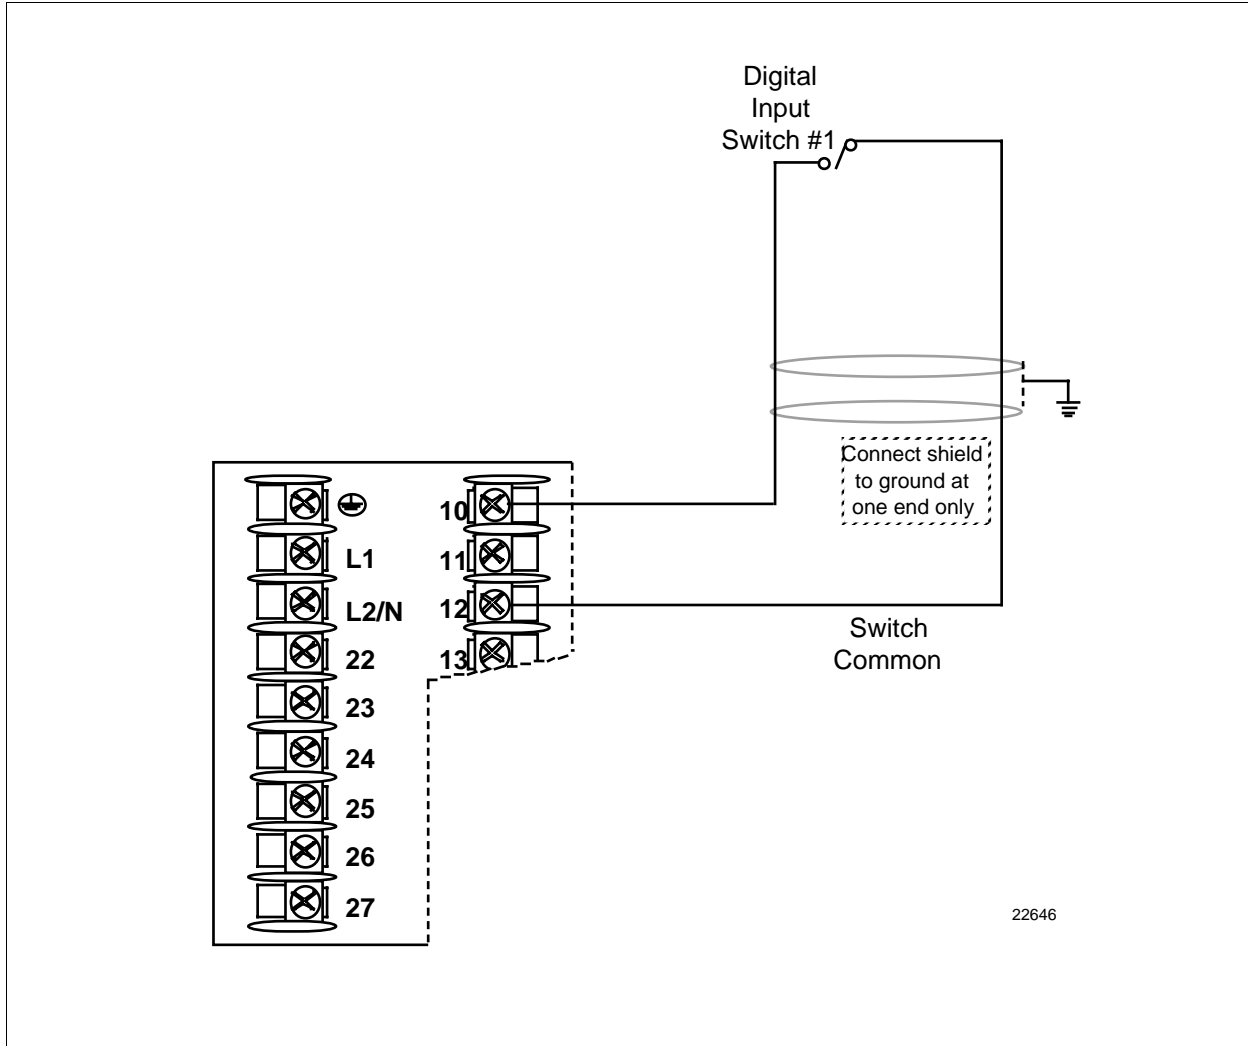 Digital
Input
Switch #1
Connect shield
to ground at
one end only
10
L1
11
L2/N
12
Switch
Common
22
13
23
24
25
26
27
22646